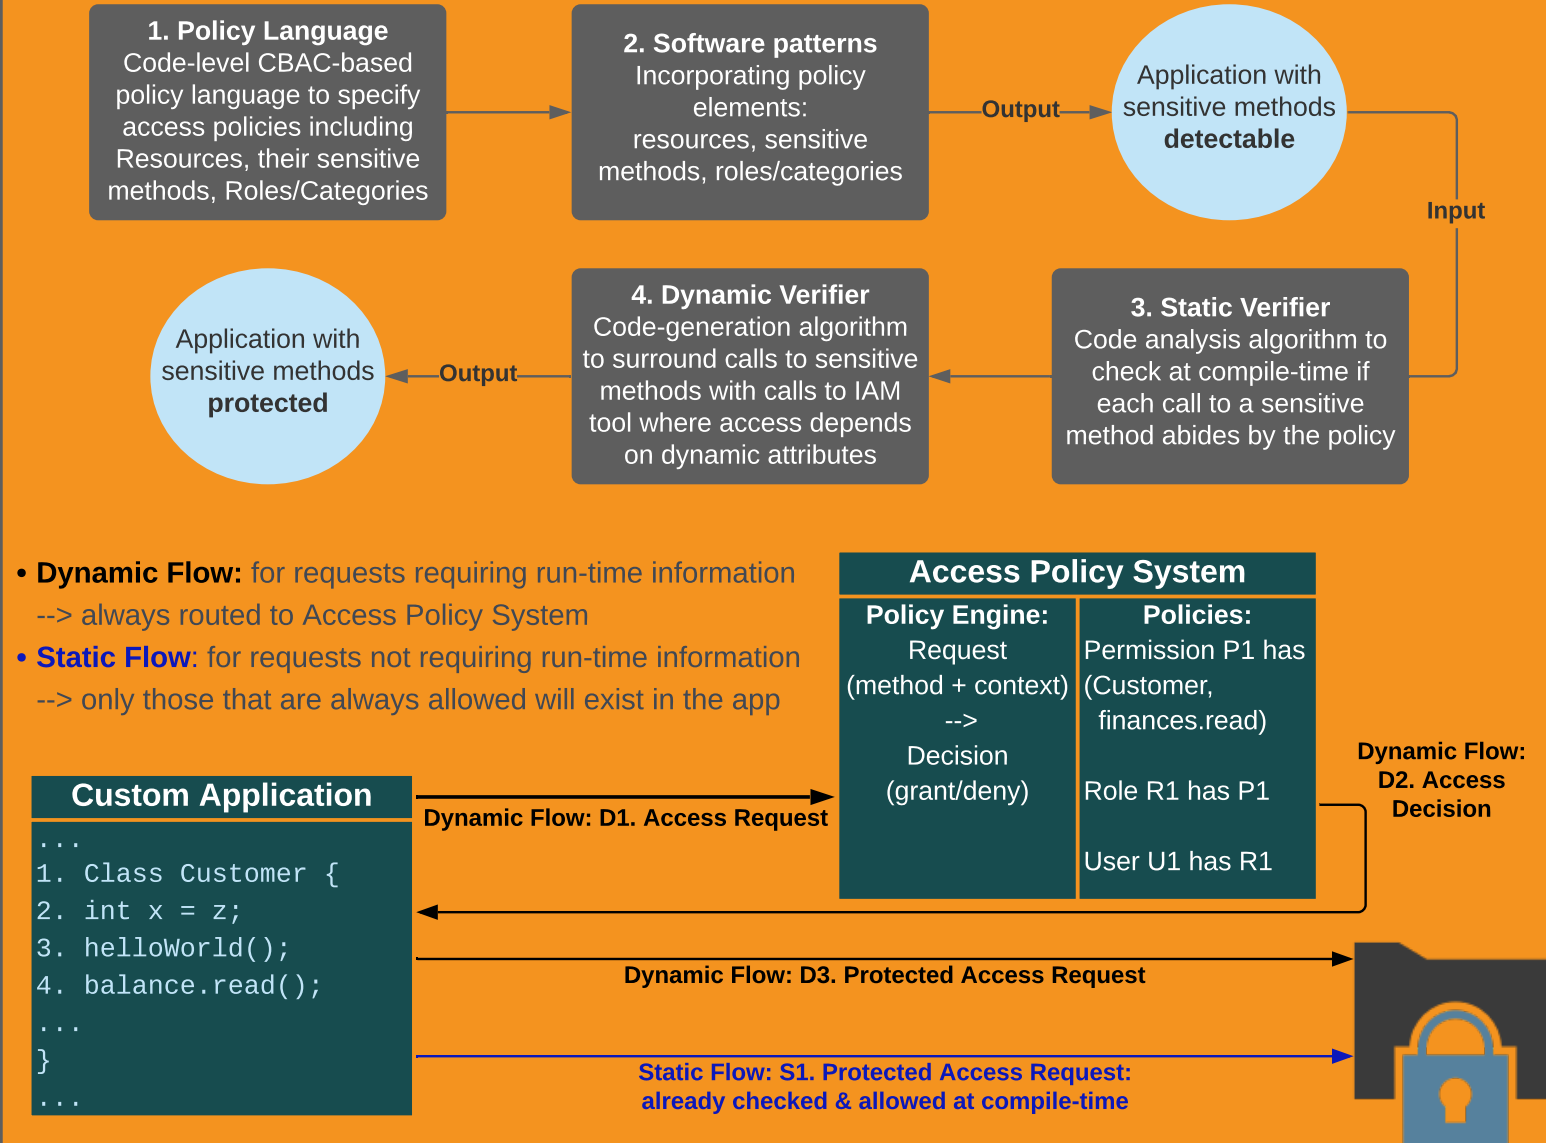 1. Policy Language
Code-level CBAC-based
policy language to specify
access policies including
Resources, their sensitive
methods, Roles/Categories
2. Software patterns
Incorporating policy
elements:
resources, sensitive
methods, roles/categories
Output
Application with
sensitive methods
detectable
Input
3. Static Verifier
Code analysis algorithm to
check at compile-time if
each call to a sensitive
method abides by the policy
4. Dynamic Verifier
Code-generation algorithm
to surround calls to sensitive
methods with calls to IAM
tool where access depends
on dynamic attributes
Output
Application with
sensitive methods
protected
• Dynamic Flow: for requests requiring run-time information
--> always routed to Access Policy System
• Static Flow: for requests not requiring run-time information
--> only those that are always allowed will exist in the app
Access Policy System
Policy Engine:
Request
(method + context)
-->
Decision
(grant/deny)
Policies:
Permission P1 has
(Customer,
finances.read)
Role R1 has P1
User U1 has R1
Custom Application
...
1. Class Customer {
2. int x = z;
3. helloWorld();
4. balance.read();
...
}
...
Dynamic Flow: D1. Access Request
Dynamic Flow:
D2. Access
Decision
Dynamic Flow: D3. Protected Access Request
Static Flow: S1. Protected Access Request:
already checked & allowed at compile-time